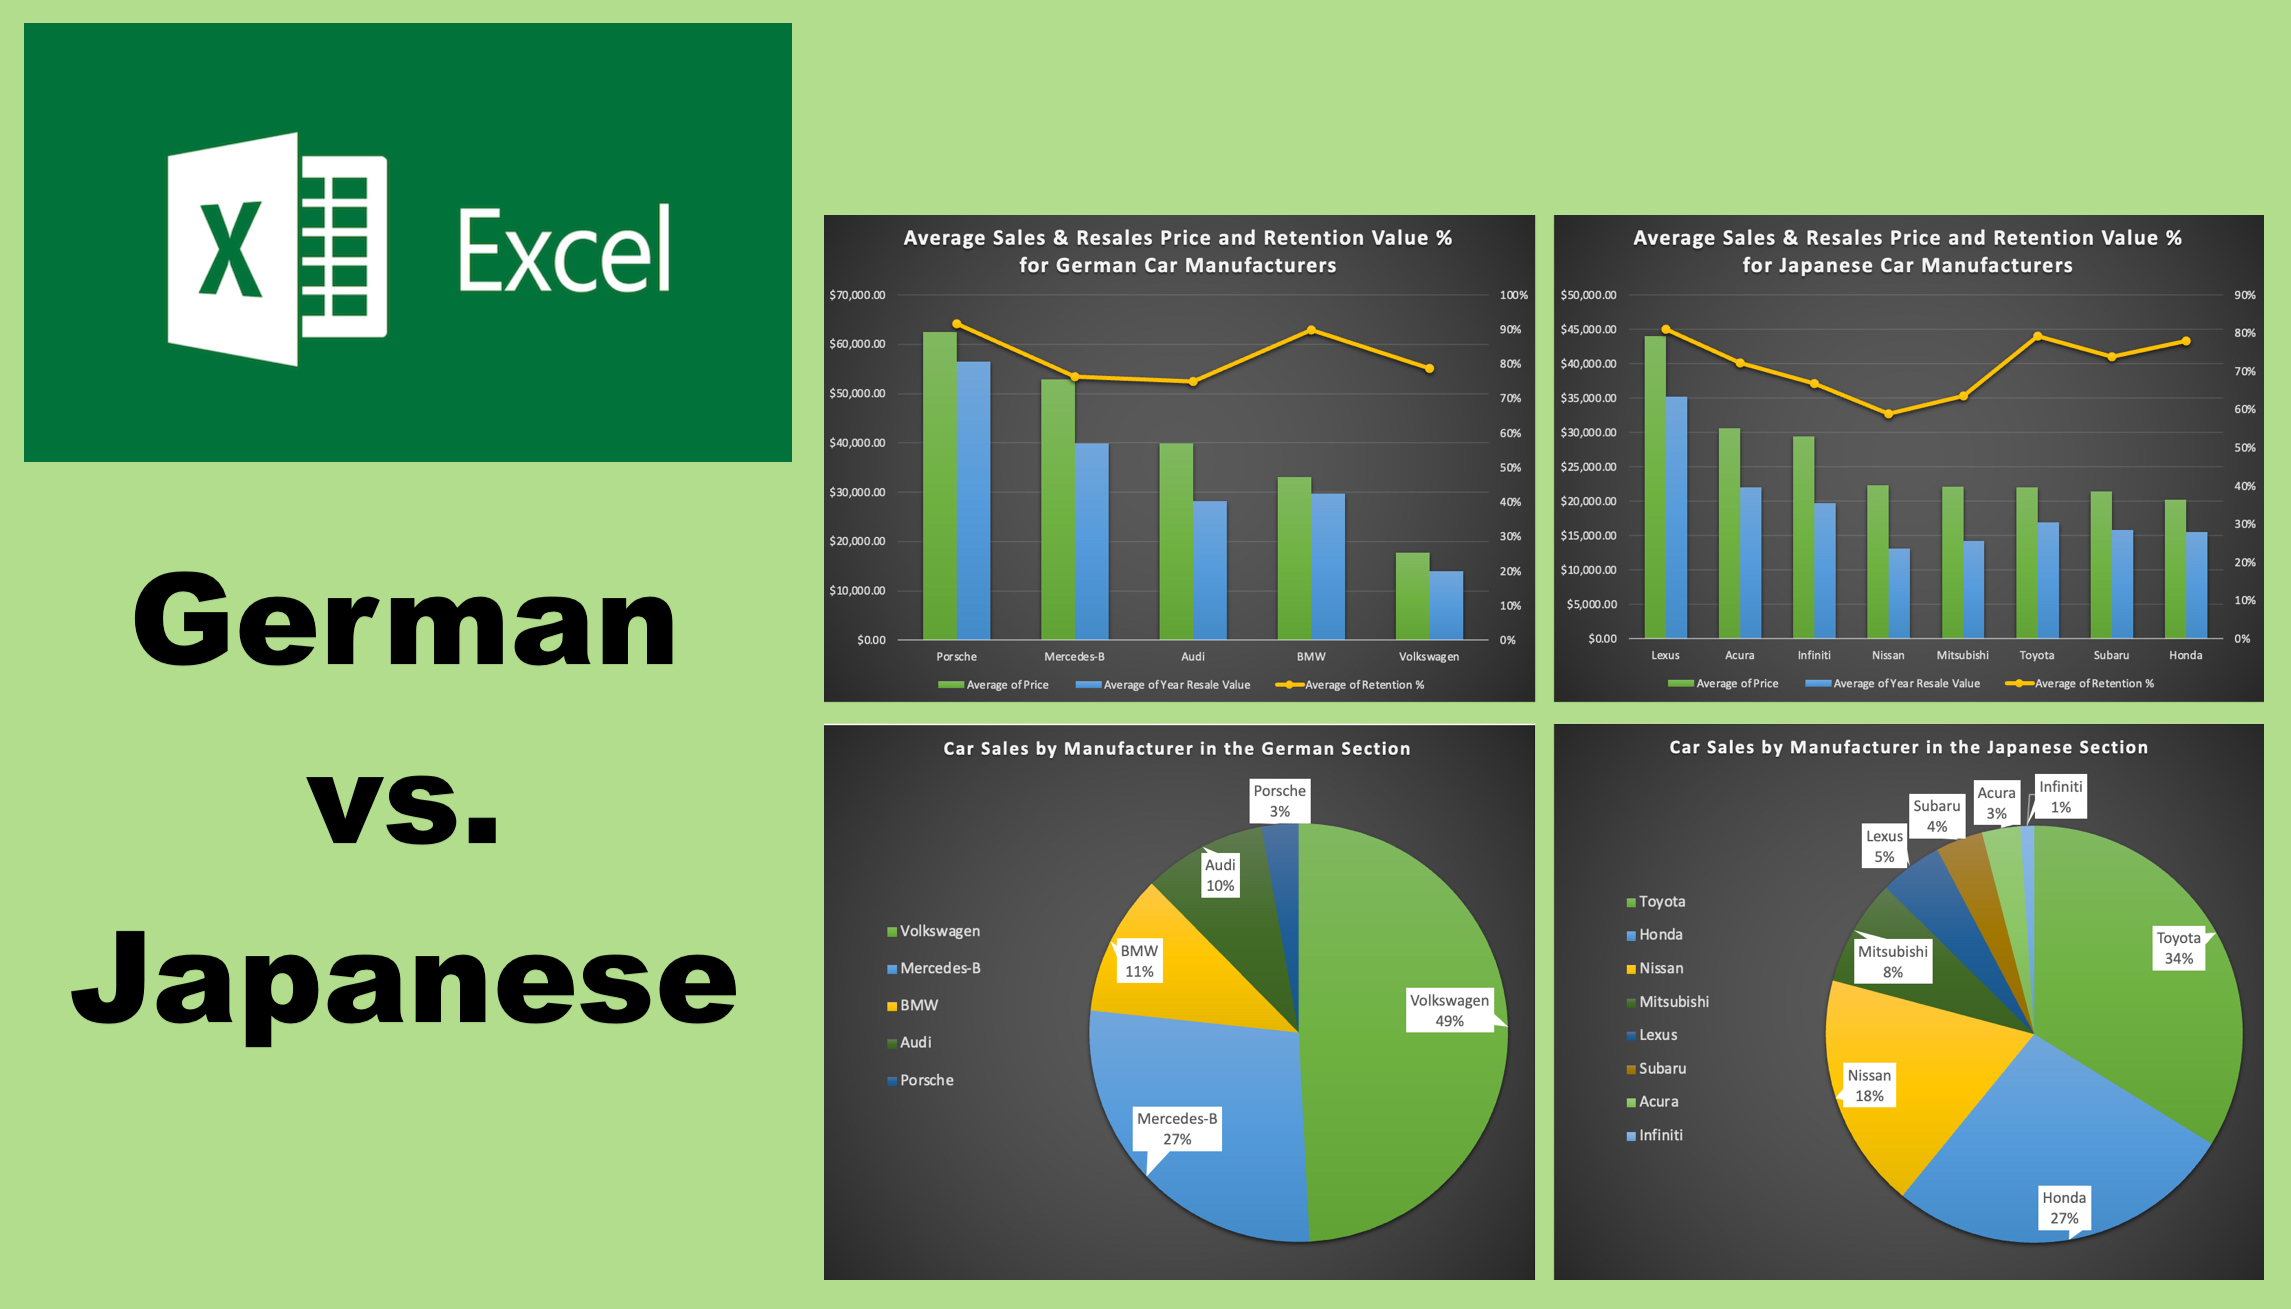 X
Excel
German
vs.
Japanese
Average Sales & Resales Price and Retention Value %
for German Car Manufacturers
$70,000.00
$60,000.00
$50,000.00
$40,000.00
$30,000.00
$20,000.00
$10,000.00
$0.00
100%
90%
80%
70%
60%
50%
40%
30%
20%
10%
0%
Porsche Mercedes-B Audi BMW Volkswagen
Average of Price Average of Year Resale Value Average of Retention %
Average Sales & Resales Price and Retention Value %
for Japanese Car Manufacturers
$50,000.00
$45,000.00
$40,000.00
$35,000.00
$30,000.00
$25,000.00
$20,000.00
$15,000.00
$10,000.00
$5,000.00
$0.00
90%
80%
70%
60%
50%
40%
30%
20%
10%
0%
Lexus Acura Infiniti Nissan Mitsubishi Toyota Subaru Honda
Average of Price Average of Year Resale Value Average of Retention %
Car Sales by Manufacturer in the German Section
Volkswagen
Mercedes-B
BMW
Audi
Porsche
Porsche
3%
Audi
10%
BMW
11%
Volkswagen
49%
Mercedes-B
27%
Car Sales by Manufacturer in the Japanese Section
Toyota
Honda
Nissan
Mitsubishi
Lexus
Subaru
Acura
Infiniti
Infiniti
1%
Acura
3%
Subaru
4%
Lexus
5%
Mitsubishi
8%
Toyota
34%
Nissan
18%
Honda
27%